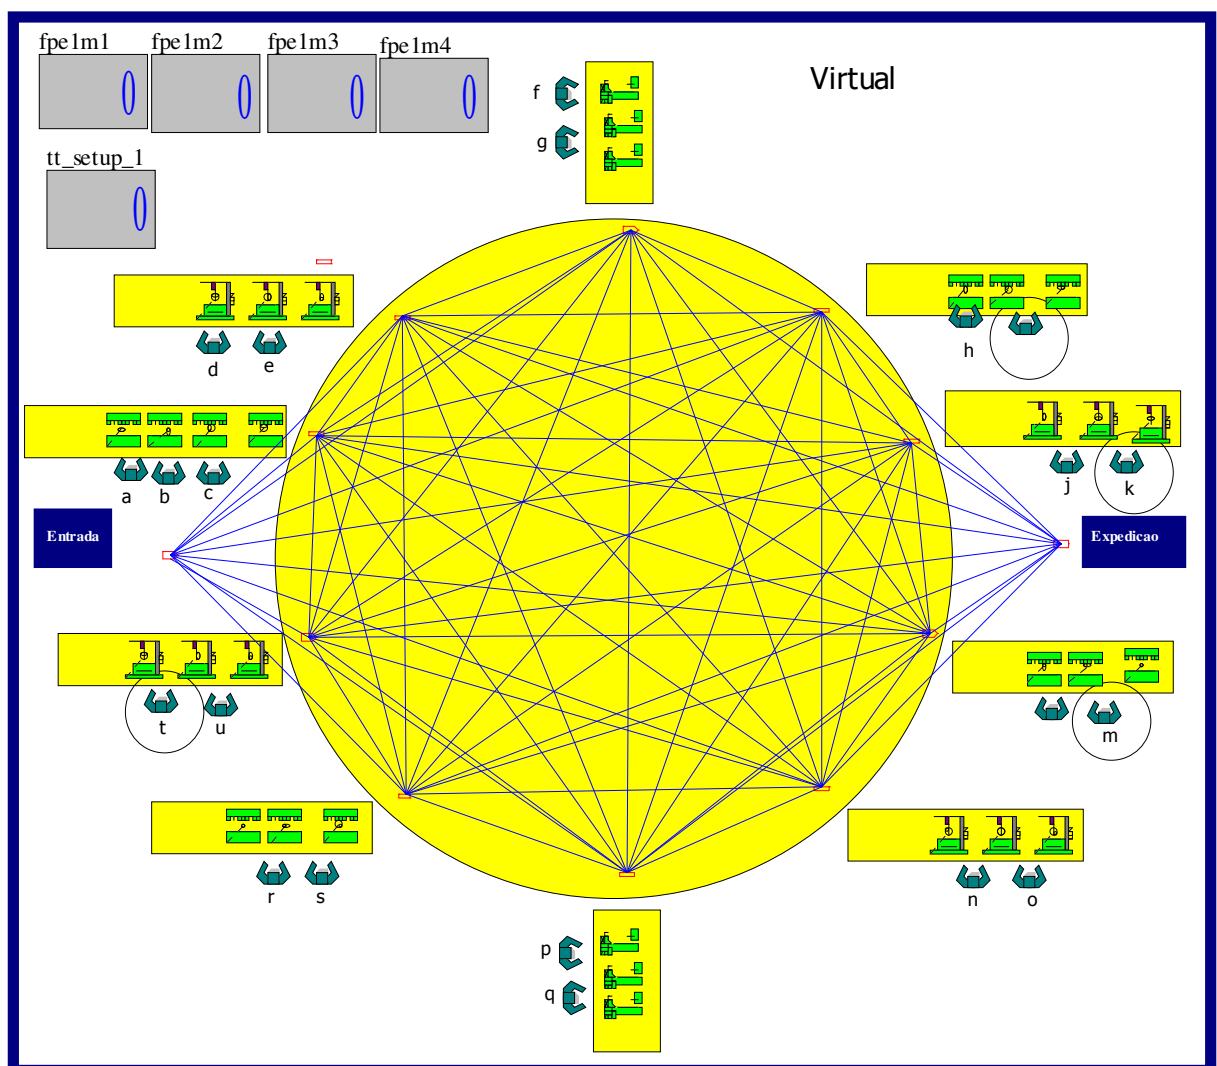 fpe1m1 fpe1m2 fpe1m3 fpe1m4
Virtual
f
g
tt_setup_1
d e
h
a b c
j k
Entrada
Expedicao
t u
m
r s
n o
p
q